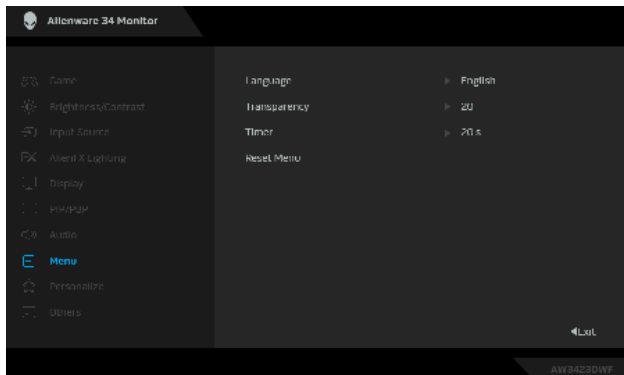 Alienware 34 Monitor
Game
Language English
Brightness/Contrast
Transparency 20
Input Source
Timer 20 s
AlienFX Lighting
Reset Menu
Display
PIP/PBP
Audio
Menu
Personalize
Others
Exit
AW3423DWF